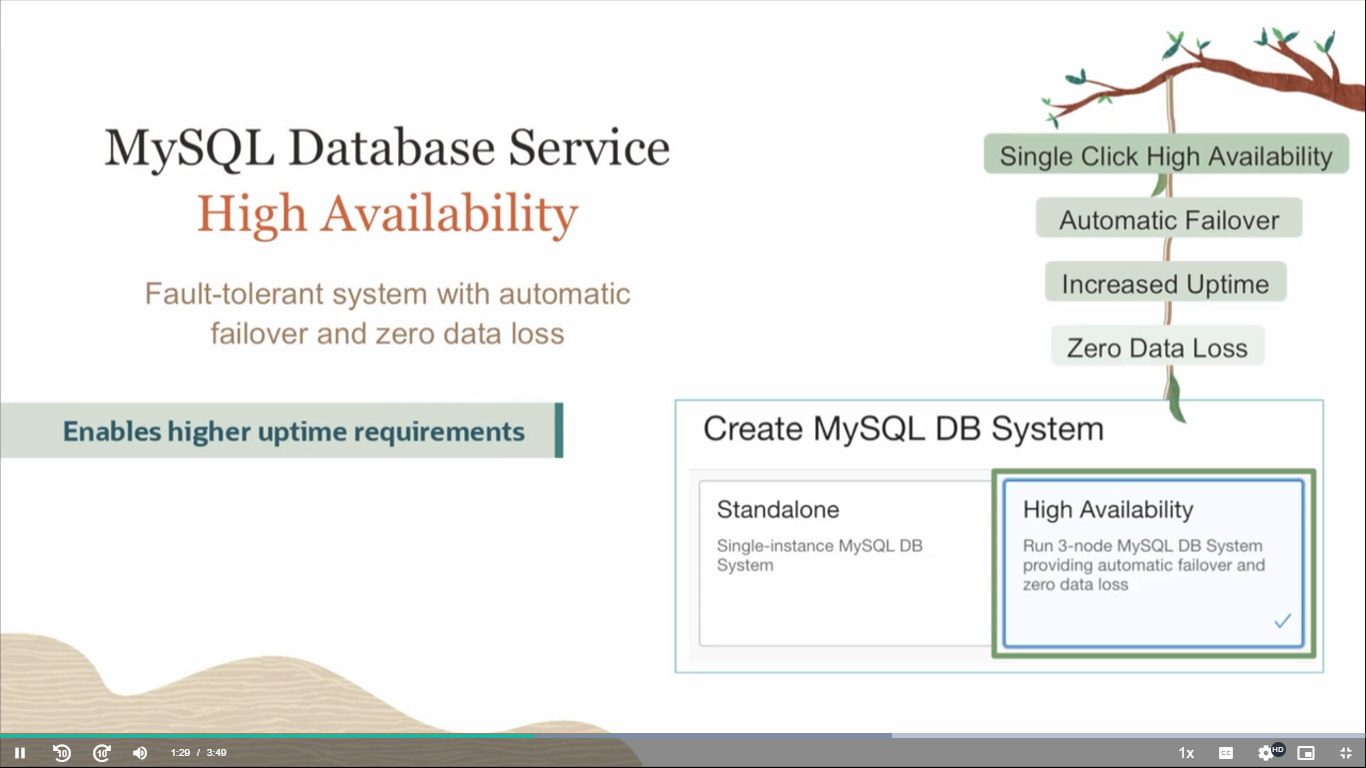 MySQL Database Service
High Availability
Fault-tolerant system with automatic
failover and zero data loss
Enables higher uptime requirements
Single Click High Availability
Automatic Failover
Increased Uptime
Zero Data Loss
Create MySQL DB System
Standalone
Single-instance MySQL DB
System
High Availability
Run 3-node MySQL DB System
providing automatic failover and
zero data loss
10
10
1:29 / 3:49
1x
CC
HD